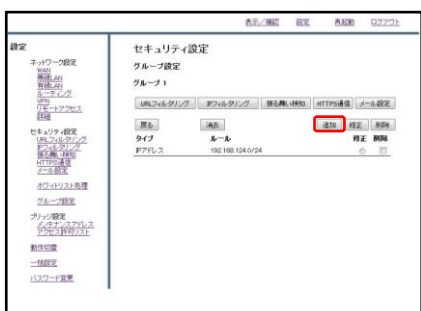 表示／確認 設定 再起動 ログアウト
設定
ネットワーク設定
WAN
無線LAN
有線LAN
ルーティング
VPN
リモートアクセス
詳細
セキュリティ設定
URLフィルタリング
IPフィルタリング
振る舞い検知
HTTPS通信
メール設定
ホワイトリスト処理
グループ設定
ブリッジ設定
メンテナンスアドレス
アクセス許可リスト
動作切替
一括設定
パスワード変更
セキュリティ設定
グループ設定
グループ 1
URLフィルタリング IPフィルタリング 振る舞い検知 HTTPS通信 メール設定
戻る 消去 追加 修正 削除
タイプ ルール 修正 削除
IPアドレス 192.168.124.0/24